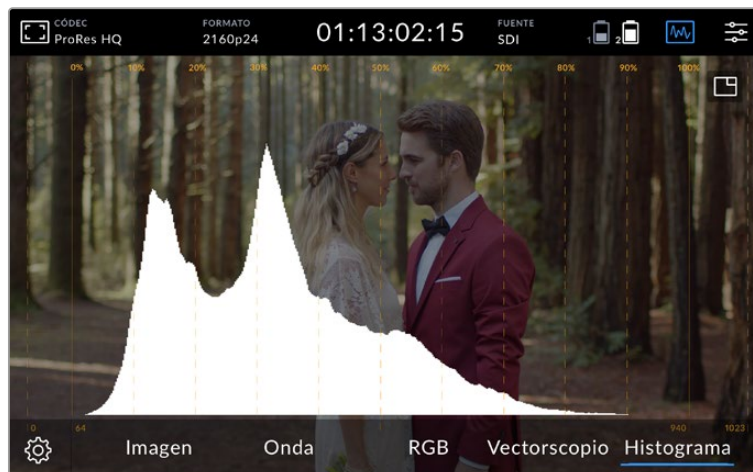 CÓDEC
ProRes HQ
FORMATO
2160p24
01:13:02:15
FUENTE
SDI
1
2
0% 10% 20% 30% 40% 50% 60% 70% 80% 90% 100%
0 64 940 1023
Imagen Onda RGB Vectorscopio Histograma